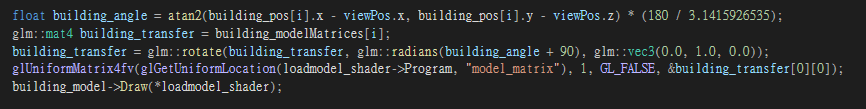 float building_angle = atan2(building_pos[i].x - viewPos.x, building_pos[i].y - viewPos.z) * (180 / 3.1415926535);
glm::mat4 building_transfer = building_modelMatrices[i];
building_transfer = glm::rotate(building_transfer, glm::radians(building_angle + 90), glm::vec3(0.0, 1.0, 0.0));
glUniformMatrix4fv(glGetUniformLocation(loadmodel_shader->Program, "model_matrix"), 1, GL_FALSE, &building_transfer[0][0]);
building_model->Draw(*loadmodel_shader);